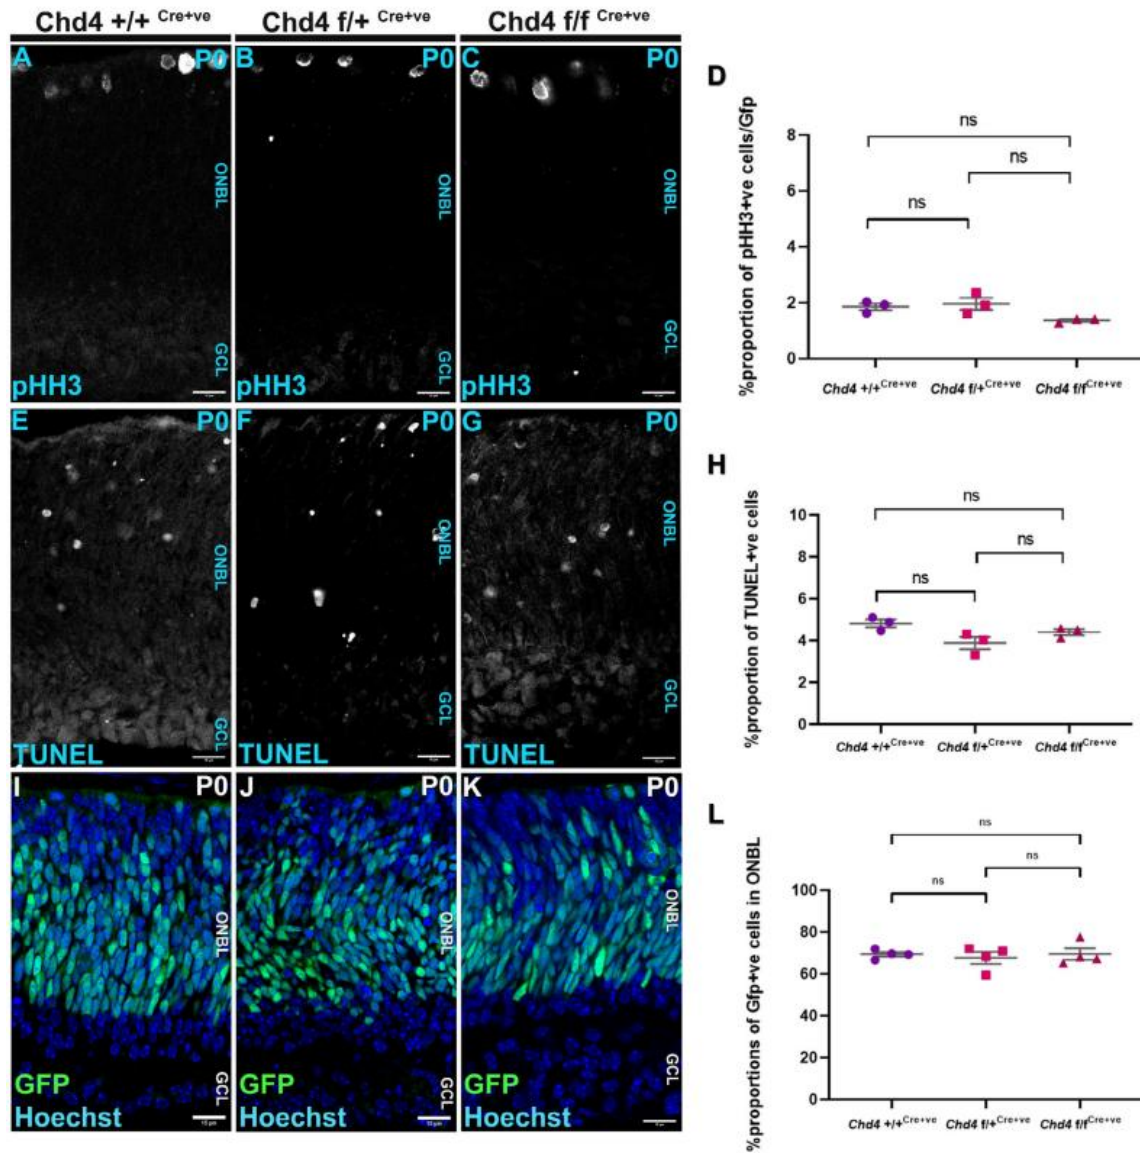 Chd4 +/+ Cre+ve
Chd4 f/+ Cre+ve
Chd4 f/f Cre+ve
A
P0
ONBL
GCL
pHH3
B
P0
ONBL
GCL
pHH3
C
P0
ONBL
GCL
pHH3
D
%proportion of pHH3+ve cells/Gfp
8
6
4
2
0
ns
ns
ns
Chd4 +/+Cre+ve
Chd4 f/+Cre+ve
Chd4 f/fCre+ve
E
P0
ONBL
GCL
TUNEL
F
P0
ONBL
GCL
TUNEL
G
P0
ONBL
GCL
TUNEL
H
%proportion of TUNEL+ve cells
10
8
6
4
2
0
ns
ns
ns
Chd4 +/+Cre+ve
Chd4 f/+Cre+ve
Chd4 f/fCre+ve
I
P0
ONBL
GCL
GFP
Hoechst
J
P0
ONBL
GCL
GFP
Hoechst
K
P0
ONBL
GCL
GFP
Hoechst
L
%proportions of Gfp+ve cells in ONBL
100
80
60
40
20
0
ns
ns
ns
Chd4 +/+Cre+ve
Chd4 f/+Cre+ve
Chd4 f/fCre+ve